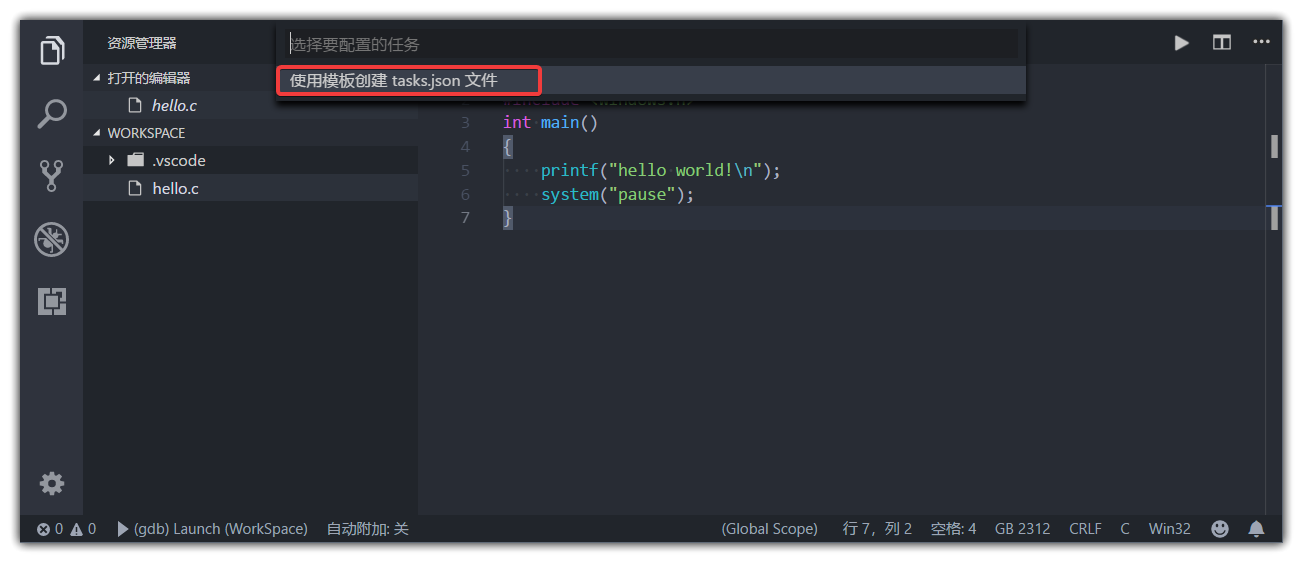 资源管理器
打开的编辑器
hello.c
WORKSPACE
.vscode
hello.c
选择要配置的任务
使用模板创建 tasks.json 文件
2 #include <windows.h>
3 int main()
4 {
5 printf("hello world!\n");
6 system("pause");
7 }
0 0 (gdb) Launch (WorkSpace) 自动附加: 关 (Global Scope) 行 7，列 2 空格: 4 GB 2312 CRLF C Win32